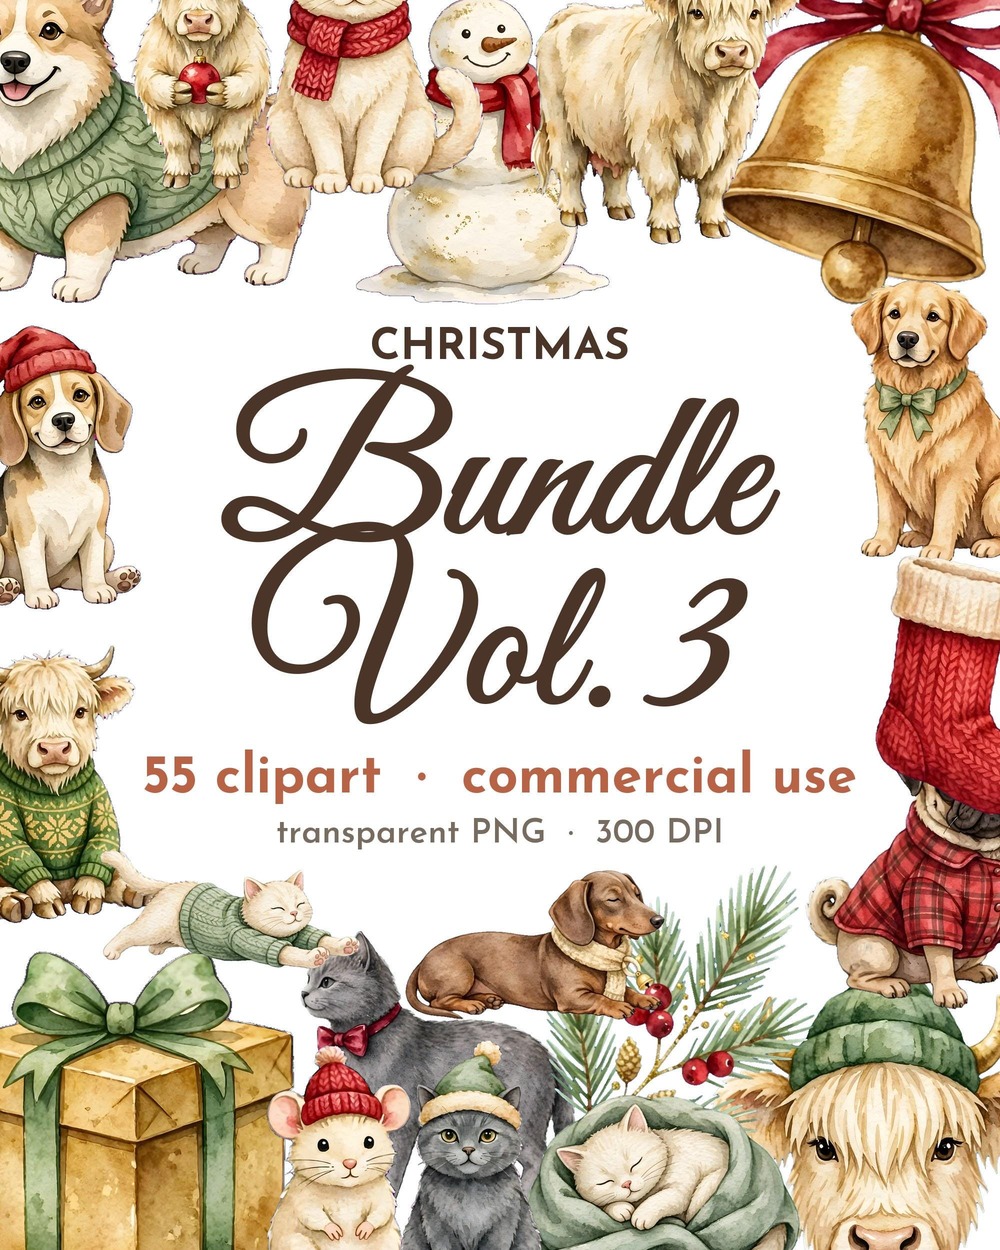 CHRISTMAS
Bundle
Vol. 3
55 clipart · commercial use
transparent PNG · 300 DPI